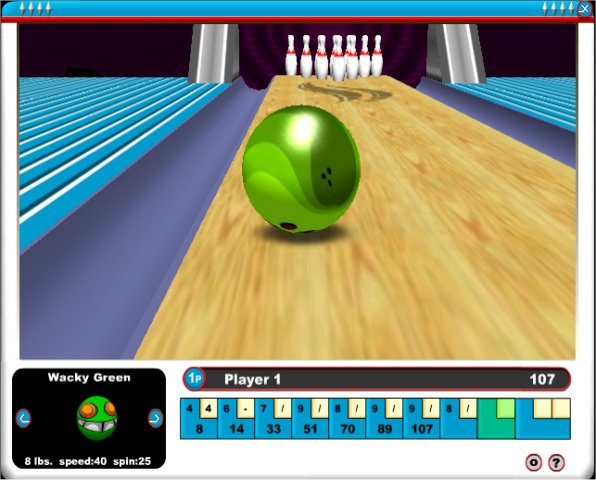 Wacky Green
8 lbs. speed:40 spin:25
1P Player 1 107
4 4 6 - 7 / 9 / 8 / 9 / 9 / 8 /
8 14 33 51 70 89 107
o ?